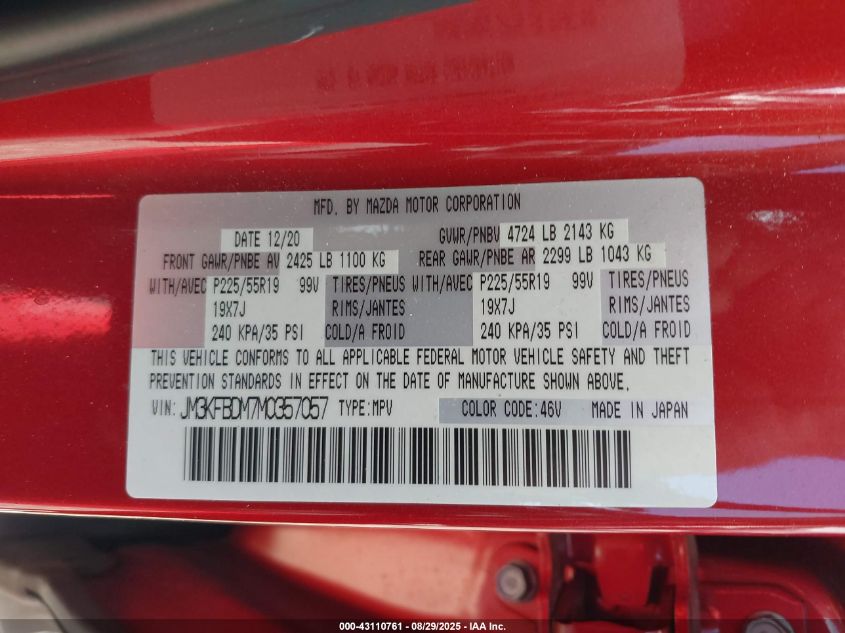 MFD. BY MAZDA MOTOR CORPORATION
DATE 12/20 GVWR/PNBV 4724 LB 2143 KG
FRONT GAWR/PNBE AV 2425 LB 1100 KG REAR GAWR/PNBE AR 2299 LB 1043 KG
WITH/AVEC P225/55R19 99V TIRES/PNEUS WITH/AVEC P225/55R19 99V TIRES/PNEUS
19X7J RIMS/JANTES 19X7J RIMS/JANTES
240 KPA/35 PSI COLD/A FROID 240 KPA/35 PSI COLD/A FROID
THIS VEHICLE CONFORMS TO ALL APPLICABLE FEDERAL MOTOR VEHICLE SAFETY AND THEFT
PREVENTION STANDARDS IN EFFECT ON THE DATE OF MANUFACTURE SHOWN ABOVE.
VIN: JM3KFBDM7M0357057 TYPE:MPV COLOR CODE:46V MADE IN JAPAN
000-43110761 - 08/29/2025 - IAA Inc.